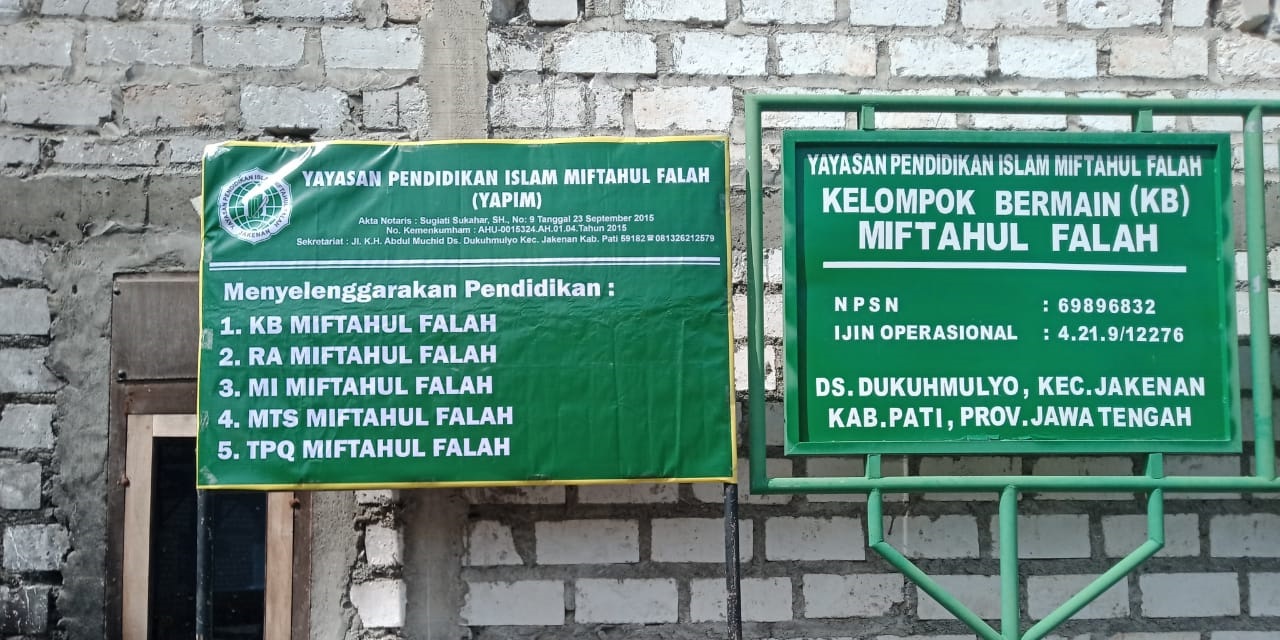 YAYASAN PENDIDIKAN ISLAM MIFTAHUL FALAH
(YAPIM)
Akta Notaris : Sugiati Sukahar, SH., No: 9 Tanggal 23 September 2015
No. Kemenkumham : AHU-0015324.AH.01.04.Tahun 2015
Sekretariat : Jl. K.H. Abdul Muchid Ds. Dukuhmulyo Kec. Jakenan Kab. Pati 59182 ☎081326212579
Menyelenggarakan Pendidikan :
1. KB MIFTAHUL FALAH
2. RA MIFTAHUL FALAH
3. MI MIFTAHUL FALAH
4. MTS MIFTAHUL FALAH
5. TPQ MIFTAHUL FALAH
YAYASAN PENDIDIKAN ISLAM MIFTAHUL FALAH
KELOMPOK BERMAIN (KB)
MIFTAHUL FALAH
NPSN : 69896832
IJIN OPERASIONAL : 4.21.9/12276
DS. DUKUHMULYO, KEC.JAKENAN
KAB.PATI, PROV.JAWA TENGAH